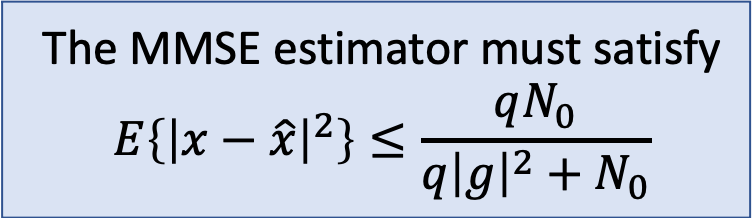 The MMSE estimator must satisfy
E{|x − x̂|²} ≤ qN₀ / (q|g|² + N₀)